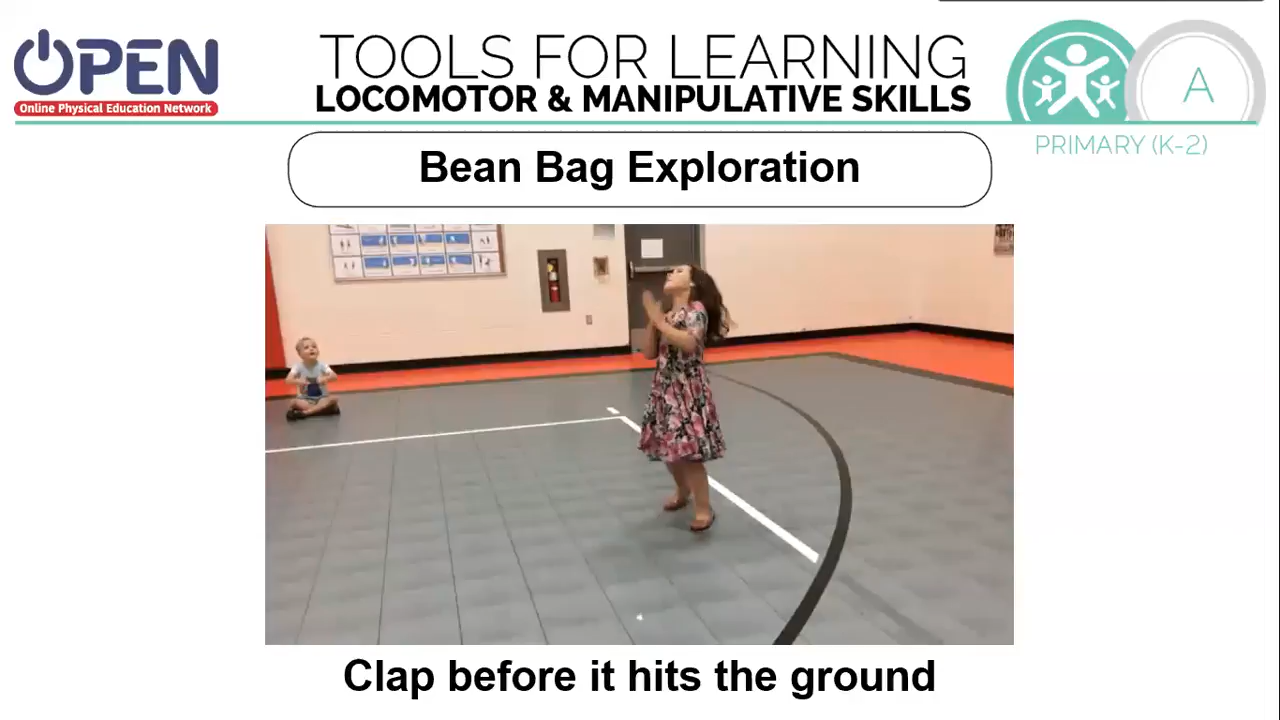 OPEN
Online Physical Education Network
TOOLS FOR LEARNING
LOCOMOTOR & MANIPULATIVE SKILLS
A
PRIMARY (K-2)
Bean Bag Exploration
Clap before it hits the ground